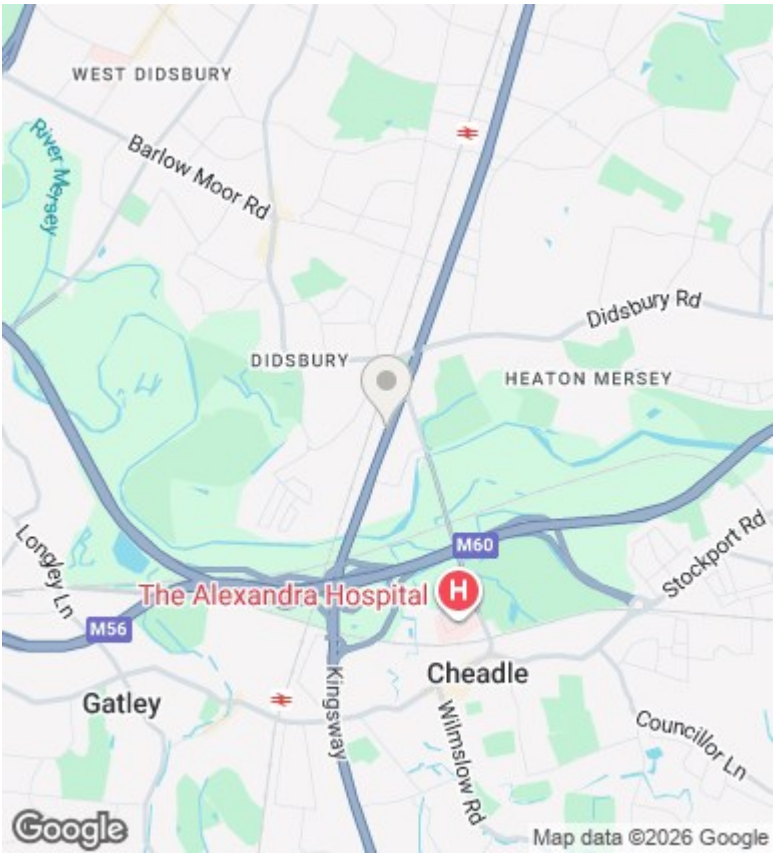 WEST DIDSBURY
River Mersey
Barlow Moor Rd
Didsbury Rd
DIDSBURY
HEATON MERSEY
Longley Ln
M60
Stockport Rd
The Alexandra Hospital
H
M56
Cheadle
Gatley
Kingsway
Wilmslow Rd
Councillor Ln
Google
Map data ©2026 Google